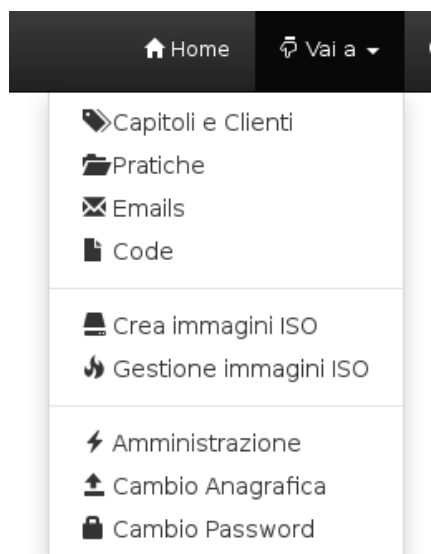 Home
Vai a
Capitoli e Clienti
Pratiche
Emails
Code
Crea immagini ISO
Gestione immagini ISO
Amministrazione
Cambio Anagrafica
Cambio Password